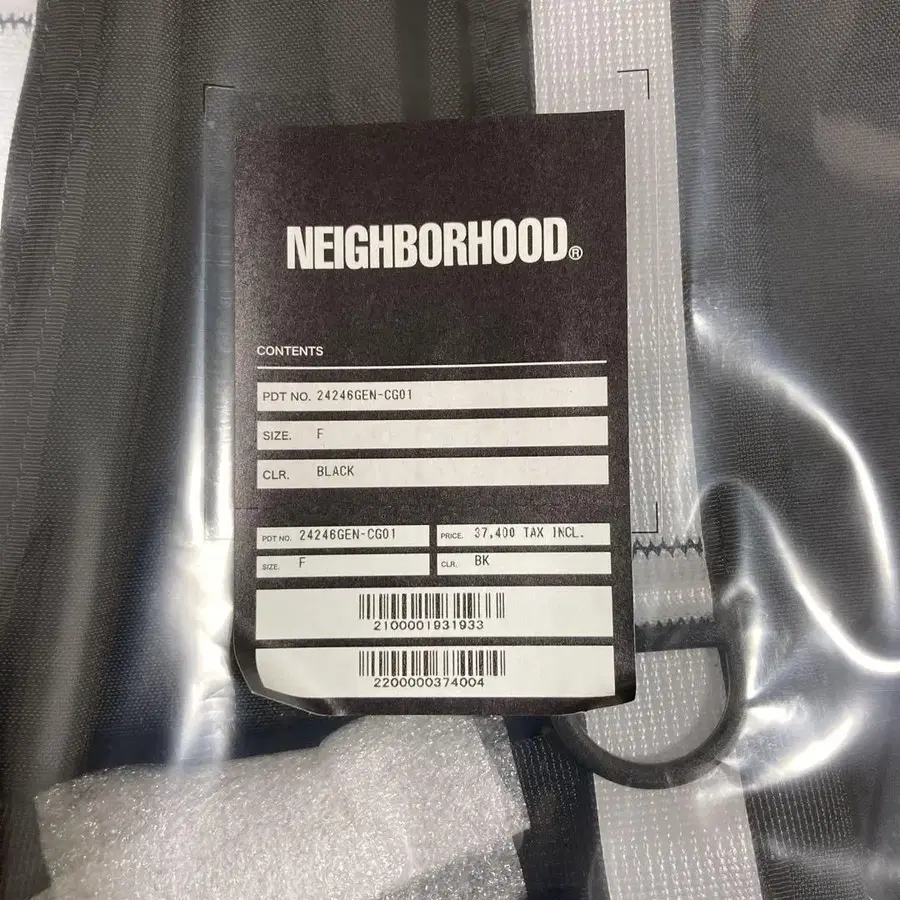 NEIGHBORHOOD®
CONTENTS
PDT NO. 24246GEN-CG01
SIZE. F
CLR. BLACK
PDT NO. 24246GEN-CG01
PRICE. 37,400 TAX INCL.
SIZE. F
CLR. BK
2100001931933
2200000374004